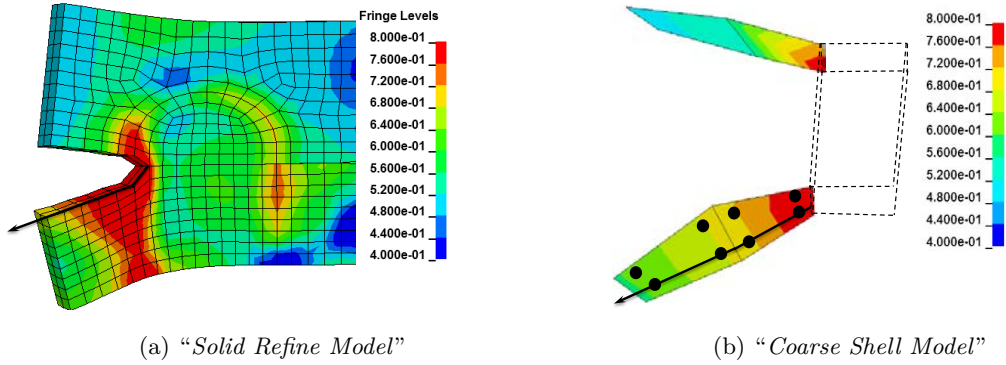 Fringe Levels
8.000e-01
7.600e-01
7.200e-01
6.800e-01
6.400e-01
6.000e-01
5.600e-01
5.200e-01
4.800e-01
4.400e-01
4.000e-01
8.000e-01
7.600e-01
7.200e-01
6.800e-01
6.400e-01
6.000e-01
5.600e-01
5.200e-01
4.800e-01
4.400e-01
4.000e-01
(a) “Solid Refine Model”
(b) “Coarse Shell Model”